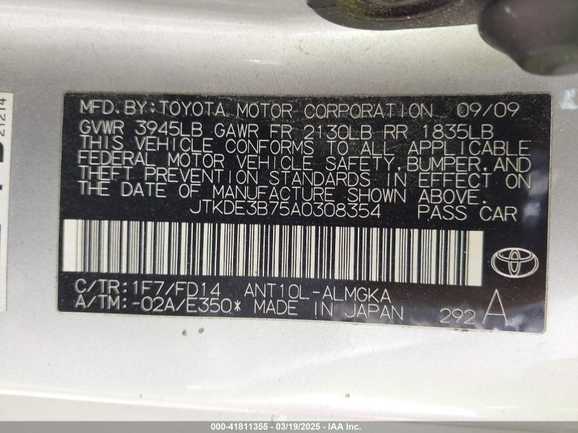 21214
MFD. BY: TOYOTA MOTOR CORPORATION 09/09
GVWR 3945LB GAWR FR 2130LB RR 1835LB
THIS VEHICLE CONFORMS TO ALL APPLICABLE
FEDERAL MOTOR VEHICLE SAFETY, BUMPER, AND
THEFT PREVENTION STANDARDS IN EFFECT ON
THE DATE OF MANUFACTURE SHOWN ABOVE.
JTKDE3B75A0308354 PASS CAR
TOYOTA
C/TR: 1F7/FD14 ANT10L-ALMGKA
A/TM: -02A/E350* MADE IN JAPAN 292 A
©00-41811355 | 03/19/2025 | IAA Inc.